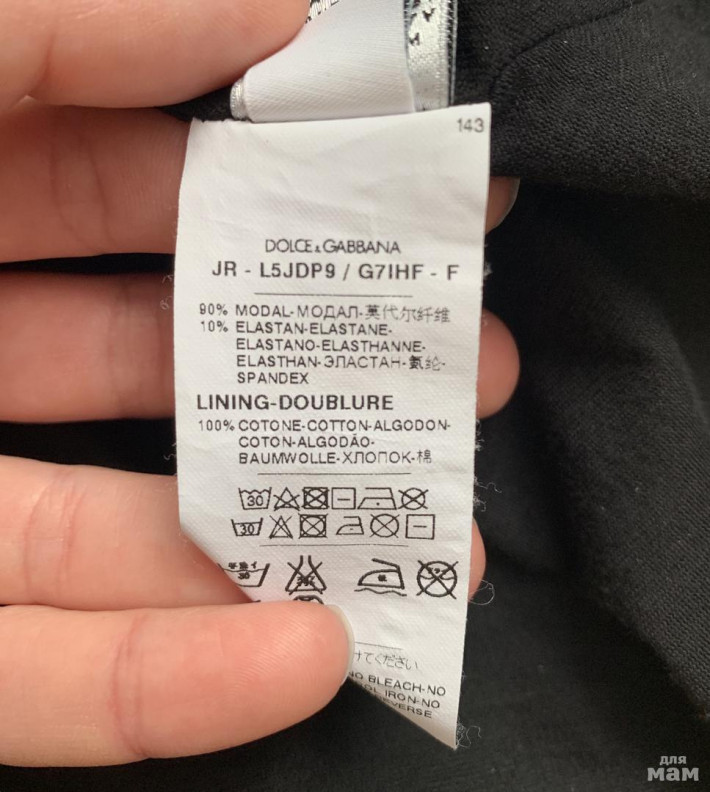 143
DOLCE&GABBANA
JR - L5JDP9 / G7IHF - F
90% MODAL-МОДАЛ-莫代尔纤维
10% ELASTAN-ELASTANE-
ELASTANO-ELASTHANNE-
ELASTHAN-ЭЛАСТАН-氨纶-
SPANDEX
LINING-DOUBLURE
100% COTONE-COTTON-ALGODON-
COTON-ALGODÃO-
BAUMWOLLE-ХЛОПОК-棉
30
30
30
けてください
NO BLEACH-NO
IRON-NO
REVERSE
для
мам